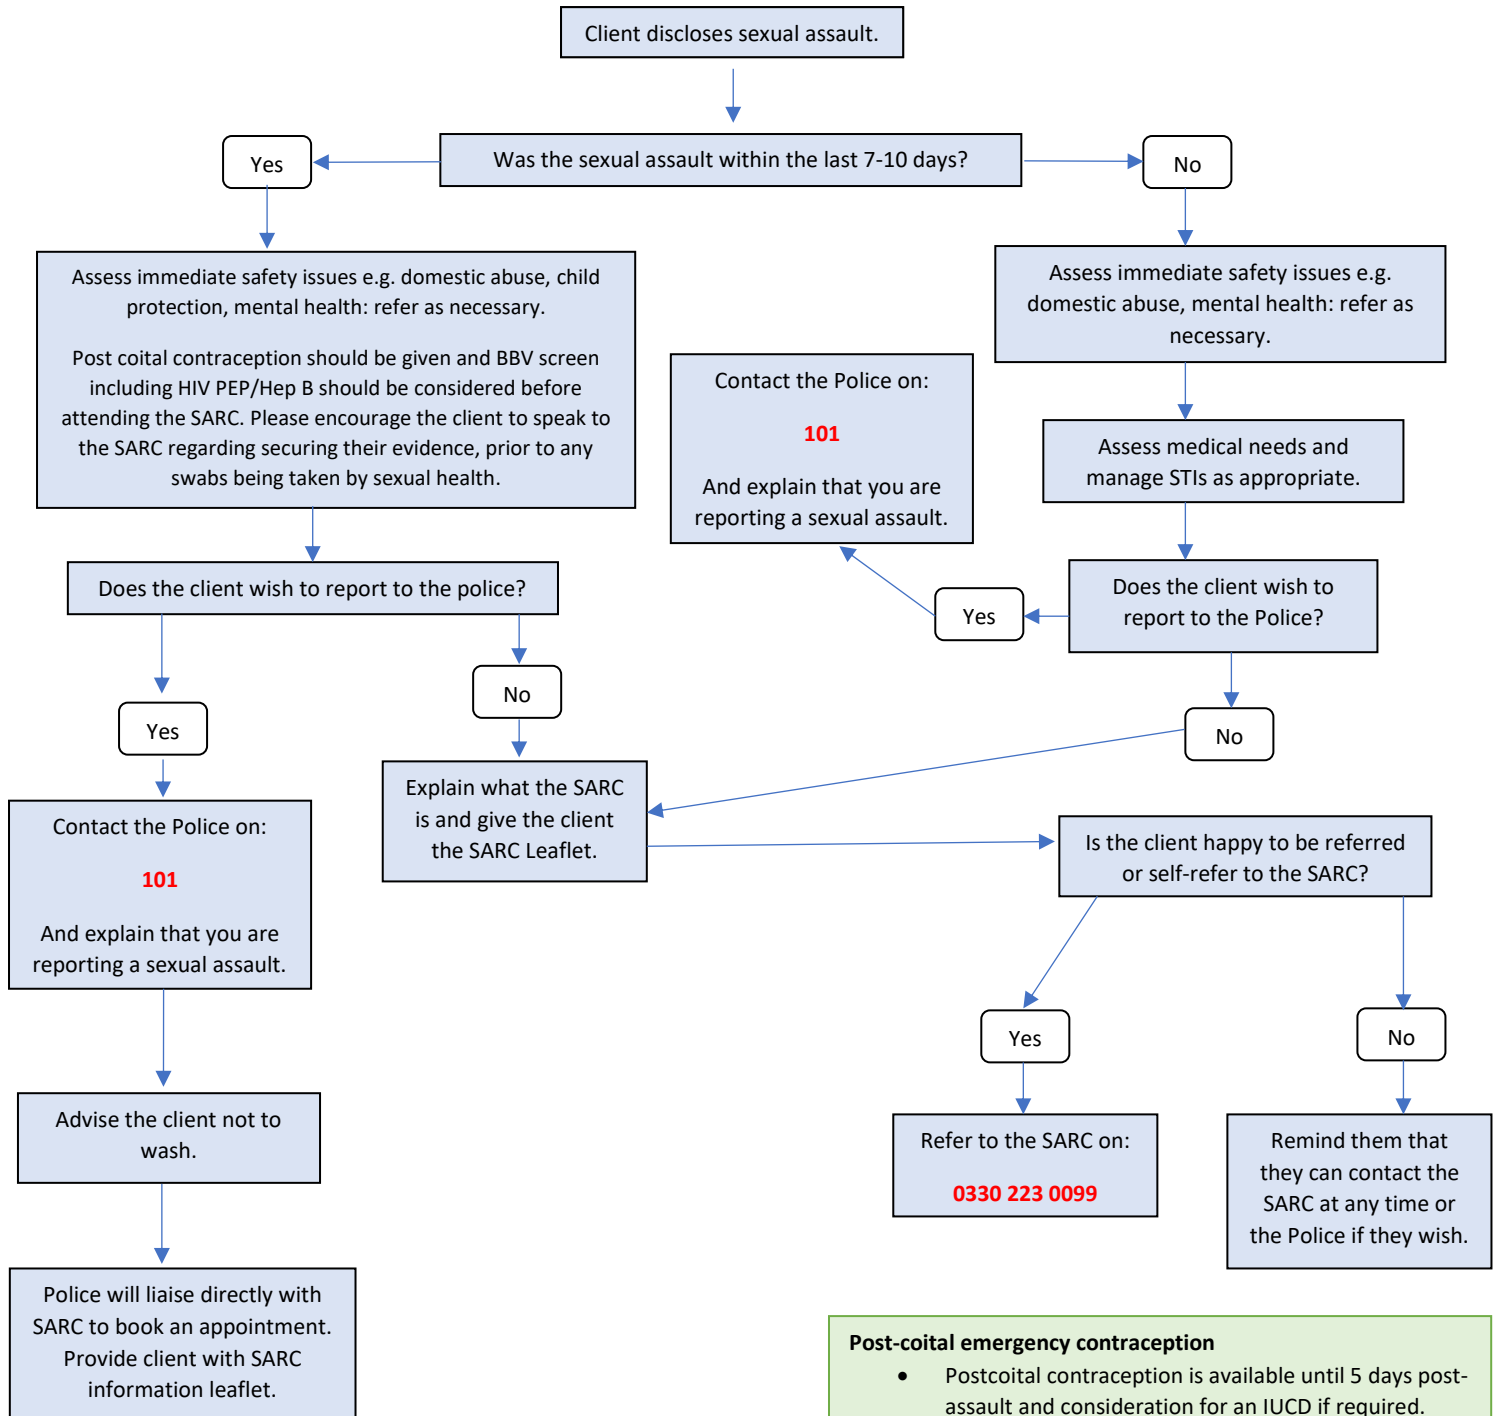 Client discloses sexual assault.
Was the sexual assault within the last 7-10 days?
Yes
No
Assess immediate safety issues e.g. domestic abuse, child
protection, mental health: refer as necessary.
Post coital contraception should be given and BBV screen
including HIV PEP/Hep B should be considered before
attending the SARC. Please encourage the client to speak to
the SARC regarding securing their evidence, prior to any
swabs being taken by sexual health.
Assess immediate safety issues e.g.
domestic abuse, mental health: refer as
necessary.
Contact the Police on:
101
And explain that you are
reporting a sexual assault.
Assess medical needs and
manage STIs as appropriate.
Does the client wish to report to the police?
Does the client wish to
report to the Police?
Yes
No
No
Yes
Explain what the SARC
is and give the client
the SARC Leaflet.
Contact the Police on:
101
And explain that you are
reporting a sexual assault.
Is the client happy to be referred
or self-refer to the SARC?
Yes
No
Advise the client not to
wash.
Refer to the SARC on:
0330 223 0099
Remind them that
they can contact the
SARC at any time or
the Police if they wish.
Police will liaise directly with
SARC to book an appointment.
Provide client with SARC
information leaflet.
Post-coital emergency contraception
• Postcoital contraception is available until 5 days post-
assault and consideration for an IUCD if required.